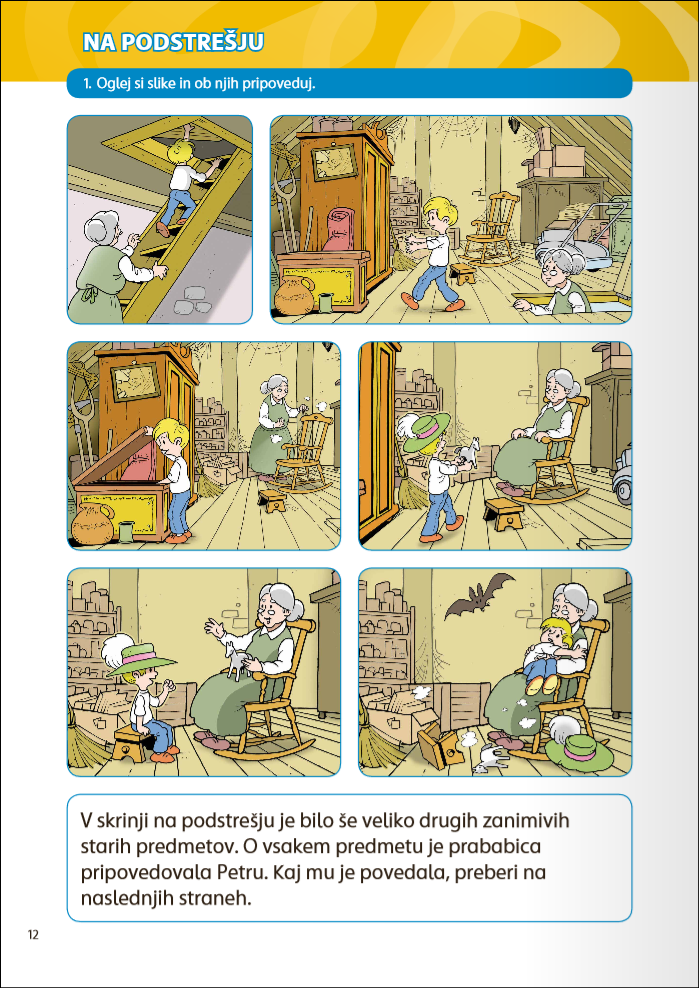 NA PODSTREŠJU
1. Oglej si slike in ob njih pripoveduj.
V skrinji na podstrešju je bilo še veliko drugih zanimivih
starih predmetov. O vsakem predmetu je prababica
pripovedovala Petru. Kaj mu je povedala, preberi na
naslednjih straneh.
12